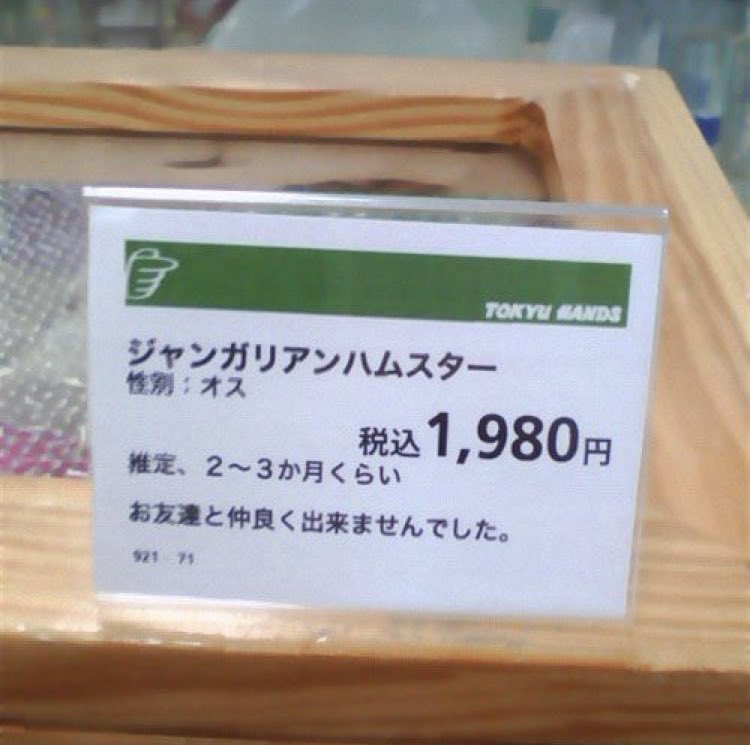 TOKYU HANDS
ジャンガリアンハムスター
性別：オス
税込1,980円
推定、２～３か月くらい
お友達と仲良く出来ませんでした。
921 71